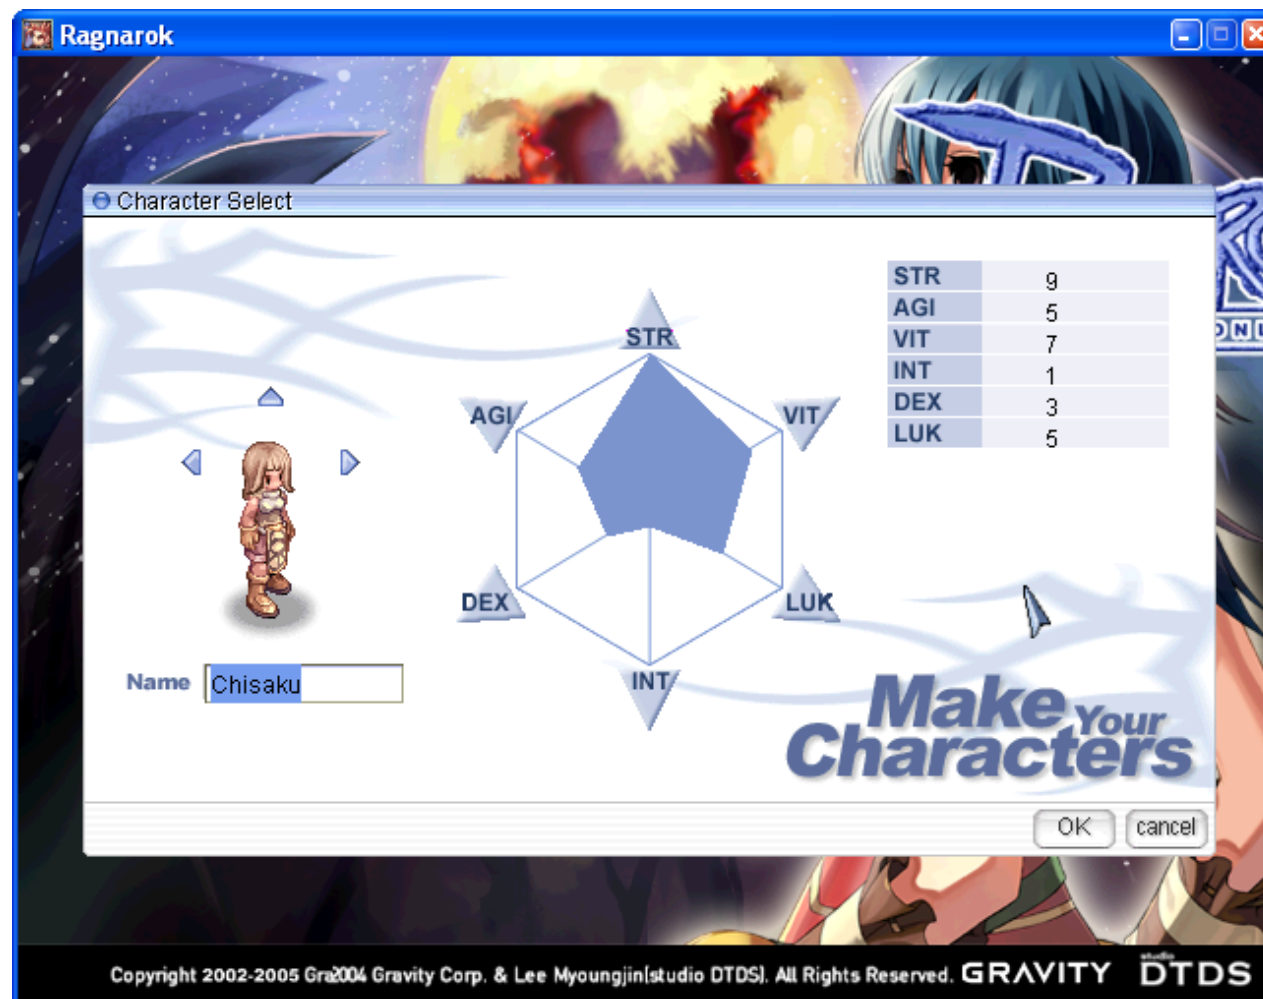 Ragnarok
Character Select
STR 9
AGI 5
VIT 7
INT 1
DEX 3
LUK 5
STR
AGI
VIT
DEX
LUK
INT
Name Chisaku
Make Your
Characters
OK cancel
Copyright 2002-2005 Gra2004 Gravity Corp. & Lee Myoungjin(studio DTDS). All Rights Reserved. GRAVITY studio DTDS